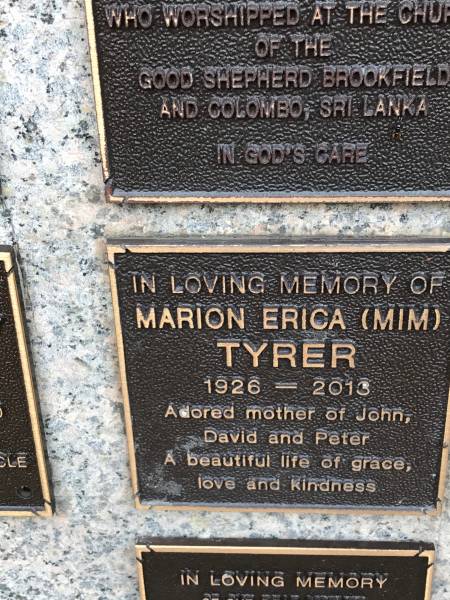 WHO WORSHIPPED AT THE
OF THE
GOOD SHEPHERD BROOKFIELD
AND COLOMBO, SRI LANKA
IN GOD'S CARE
IN LOVING MEMORY OF
MARION ERICA (MIM)
TYRER
1926 — 2013
Adored mother of John,
David and Peter
A beautiful life of grace,
love and kindness
IN LOVING MEMORY